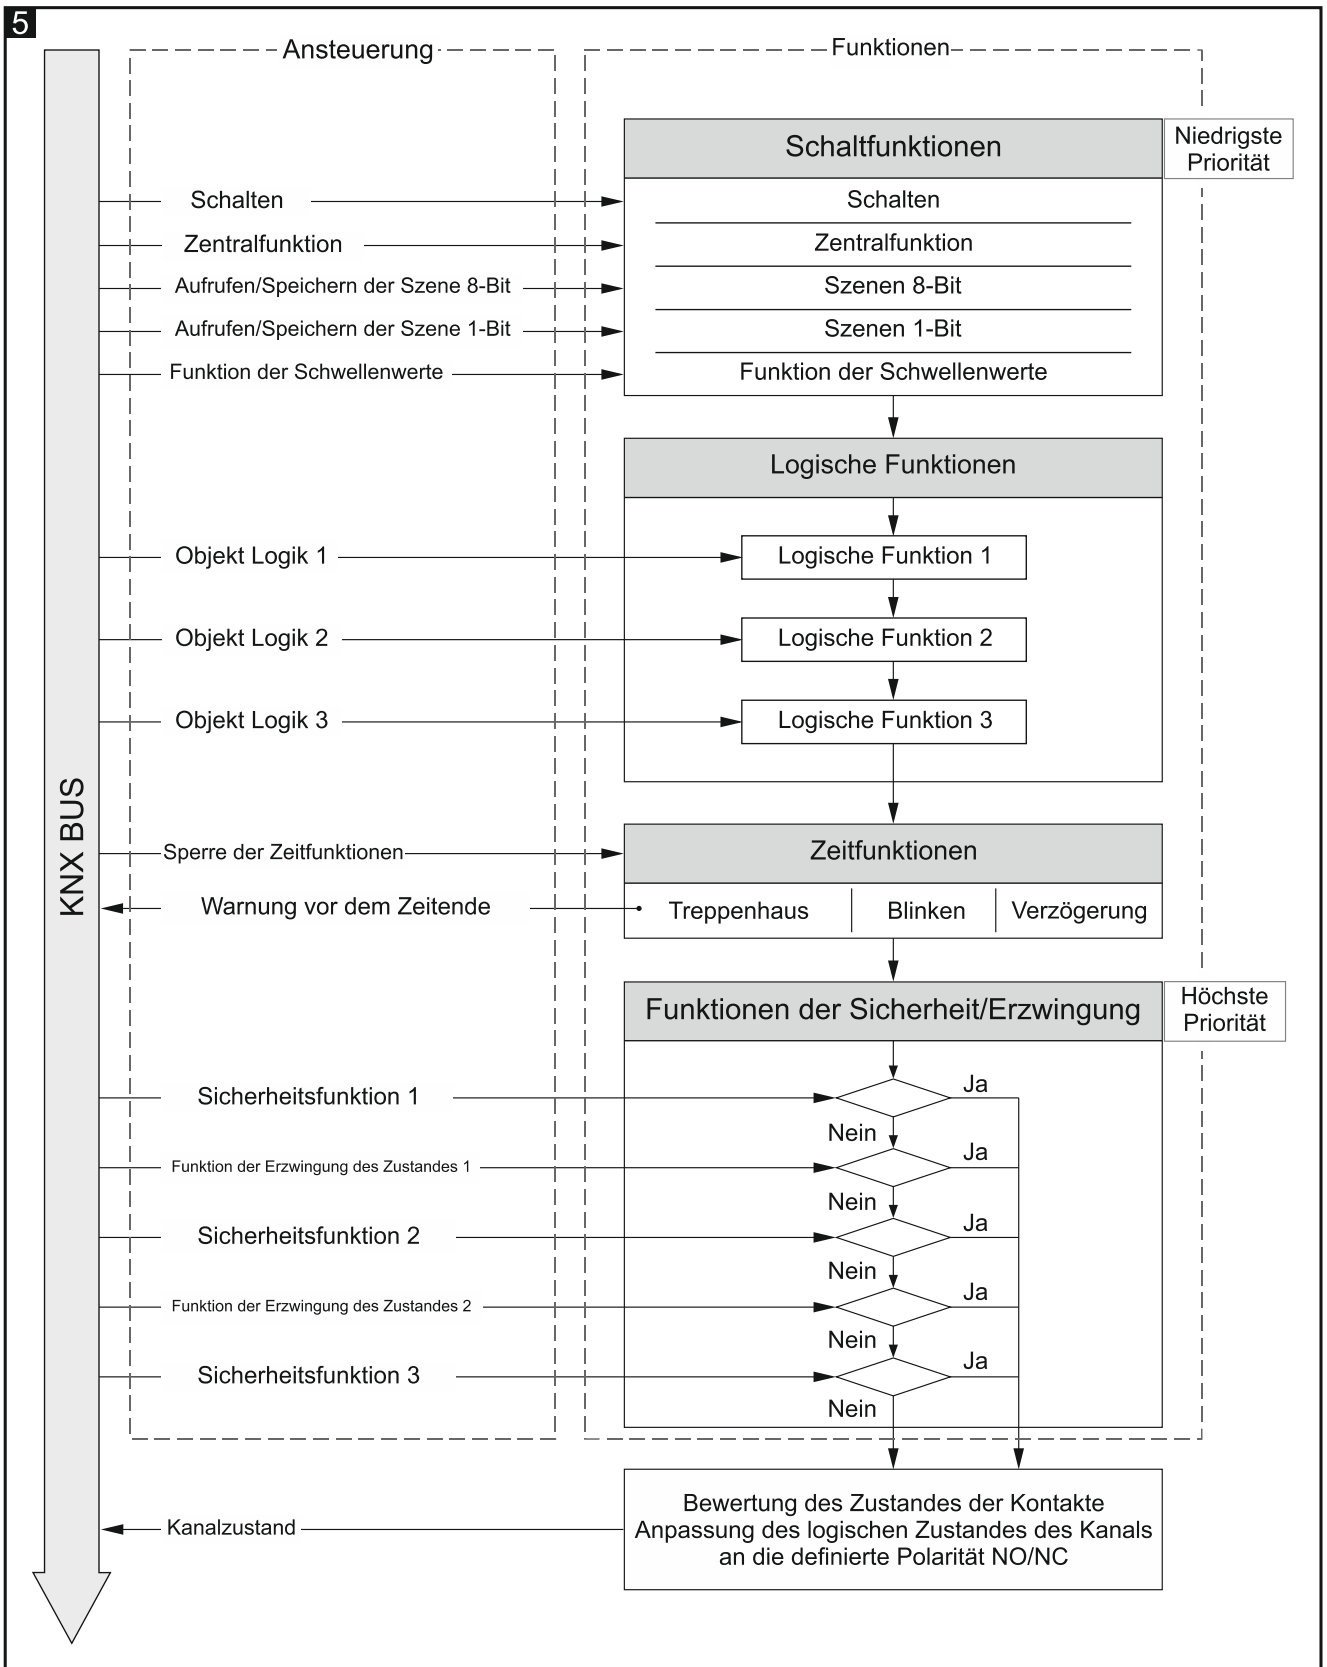 5
Ansteuerung
Funktionen
Schaltfunktionen
Niedrigste
Priorität
Schalten
Schalten
Zentralfunktion
Zentralfunktion
Aufrufen/Speichern der Szene 8-Bit
Szenen 8-Bit
Aufrufen/Speichern der Szene 1-Bit
Szenen 1-Bit
Funktion der Schwellenwerte
Funktion der Schwellenwerte
Logische Funktionen
Objekt Logik 1
Logische Funktion 1
Objekt Logik 2
Logische Funktion 2
Objekt Logik 3
Logische Funktion 3
KNX BUS
Sperre der Zeitfunktionen
Zeitfunktionen
Warnung vor dem Zeitende
Treppenhaus
Blinken
Verzögerung
Funktionen der Sicherheit/Erzwingung
Höchste
Priorität
Sicherheitsfunktion 1
Ja
Nein
Funktion der Erzwingung des Zustandes 1
Ja
Nein
Sicherheitsfunktion 2
Ja
Nein
Funktion der Erzwingung des Zustandes 2
Ja
Nein
Sicherheitsfunktion 3
Ja
Nein
Kanalzustand
Bewertung des Zustandes der Kontakte
Anpassung des logischen Zustandes des Kanals
an die definierte Polarität NO/NC